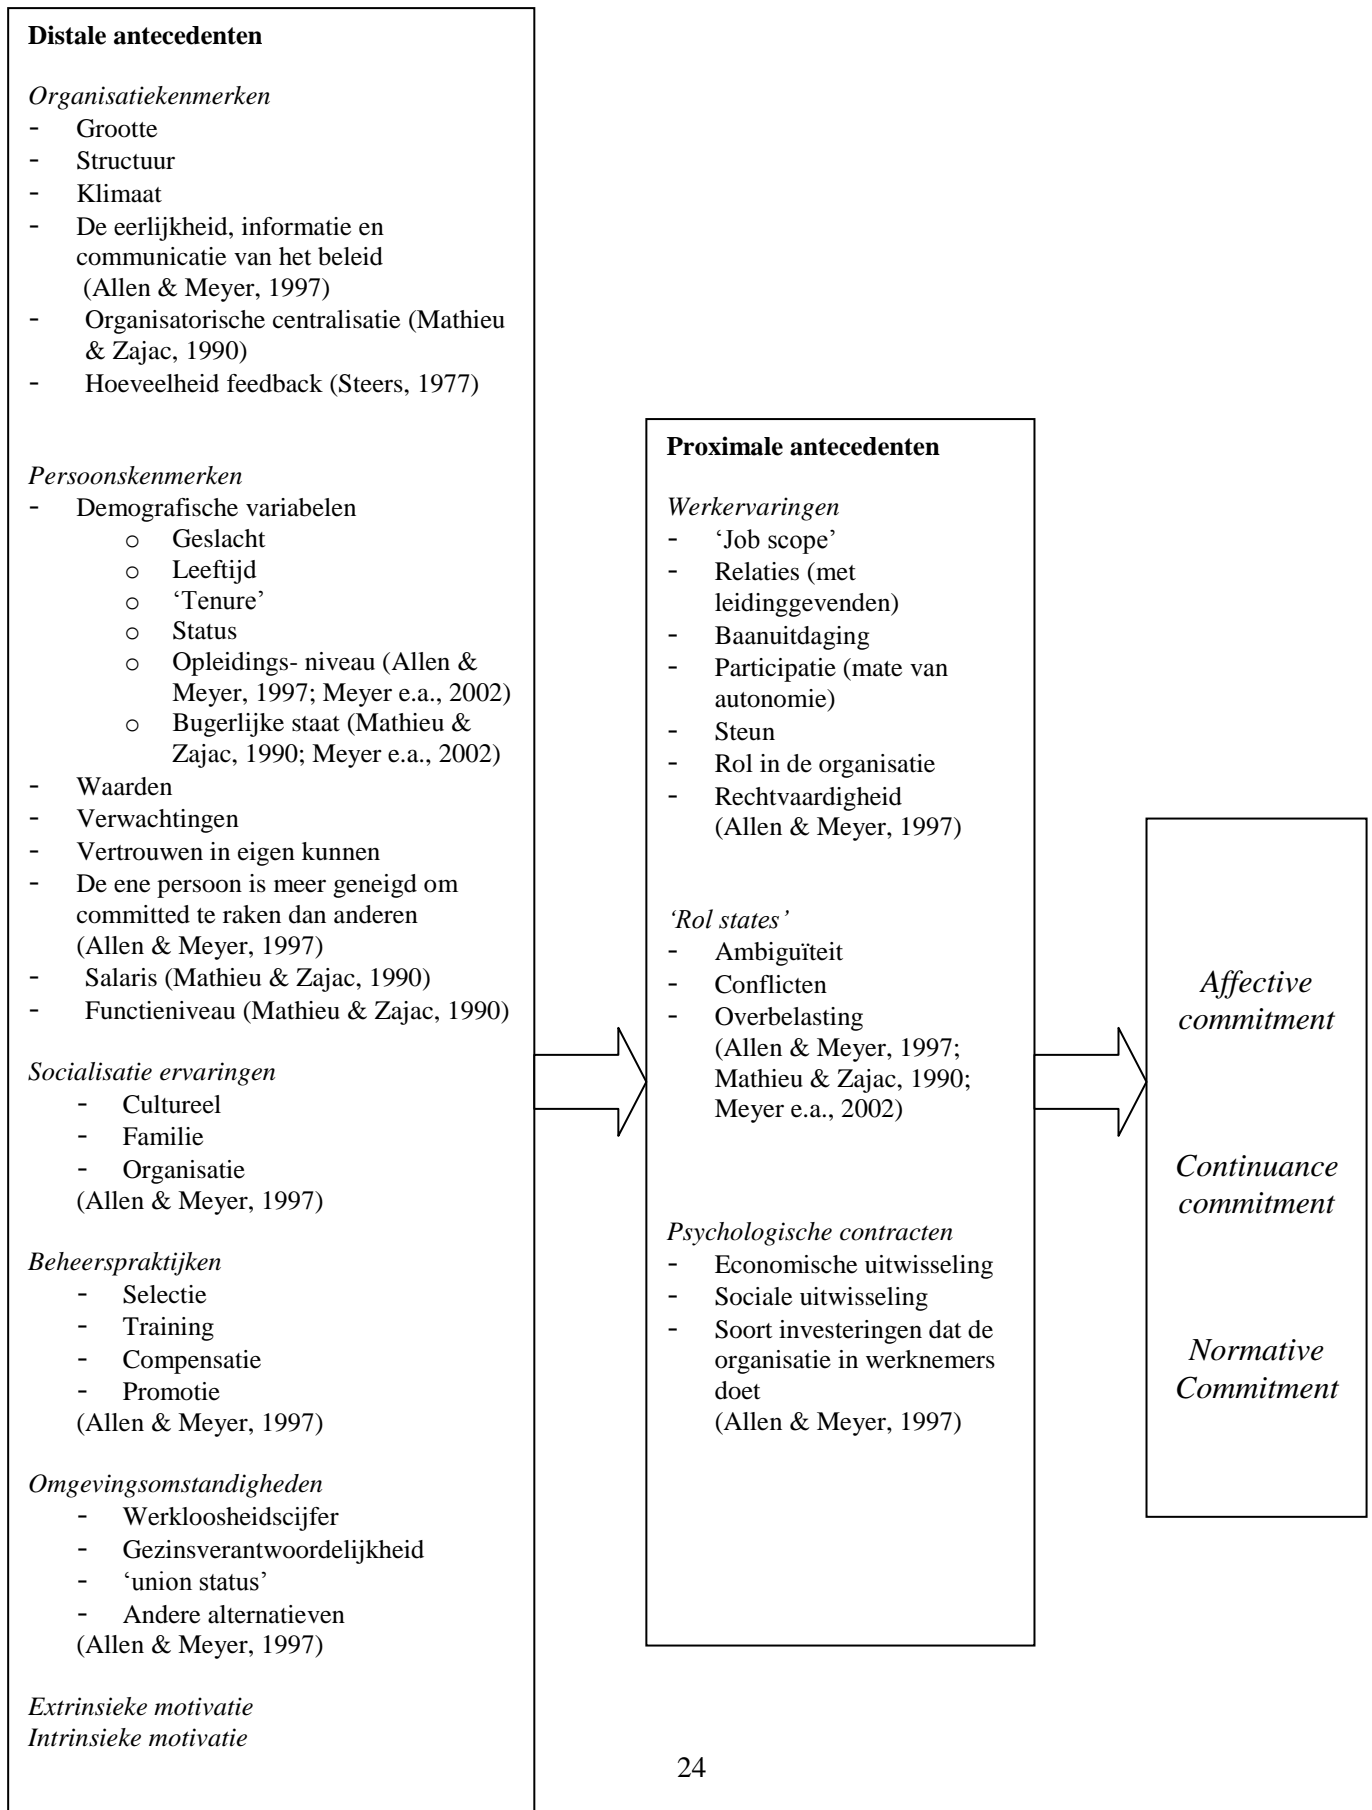 Distale antecedenten
Organisatiekenmerken
- Grootte
- Structuur
- Klimaat
- De eerlijkheid, informatie en
communicatie van het beleid
(Allen & Meyer, 1997)
- Organisatorische centralisatie (Mathieu
& Zajac, 1990)
- Hoeveelheid feedback (Steers, 1977)
Persoonskenmerken
- Demografische variabelen
o Geslacht
o Leeftijd
o ‘Tenure’
o Status
o Opleidings- niveau (Allen &
Meyer, 1997; Meyer e.a., 2002)
o Bugerlijke staat (Mathieu &
Zajac, 1990; Meyer e.a., 2002)
- Waarden
- Verwachtingen
- Vertrouwen in eigen kunnen
- De ene persoon is meer geneigd om
committed te raken dan anderen
(Allen & Meyer, 1997)
- Salaris (Mathieu & Zajac, 1990)
- Functieniveau (Mathieu & Zajac, 1990)
Socialisatie ervaringen
- Cultureel
- Familie
- Organisatie
(Allen & Meyer, 1997)
Beheerspraktijken
- Selectie
- Training
- Compensatie
- Promotie
(Allen & Meyer, 1997)
Omgevingsomstandigheden
- Werkloosheidscijfer
- Gezinsverantwoordelijkheid
- ‘union status’
- Andere alternatieven
(Allen & Meyer, 1997)
Extrinsieke motivatie
Intrinsieke motivatie
Proximale antecedenten
Werkervaringen
- ‘Job scope’
- Relaties (met
leidinggevenden)
- Baanuitdaging
- Participatie (mate van
autonomie)
- Steun
- Rol in de organisatie
- Rechtvaardigheid
(Allen & Meyer, 1997)
‘Rol states’
- Ambiguïteit
- Conflicten
- Overbelasting
(Allen & Meyer, 1997;
Mathieu & Zajac, 1990;
Meyer e.a., 2002)
Psychologische contracten
- Economische uitwisseling
- Sociale uitwisseling
- Soort investeringen dat de
organisatie in werknemers
doet
(Allen & Meyer, 1997)
Affective
commitment
Continuance
commitment
Normative
Commitment
24